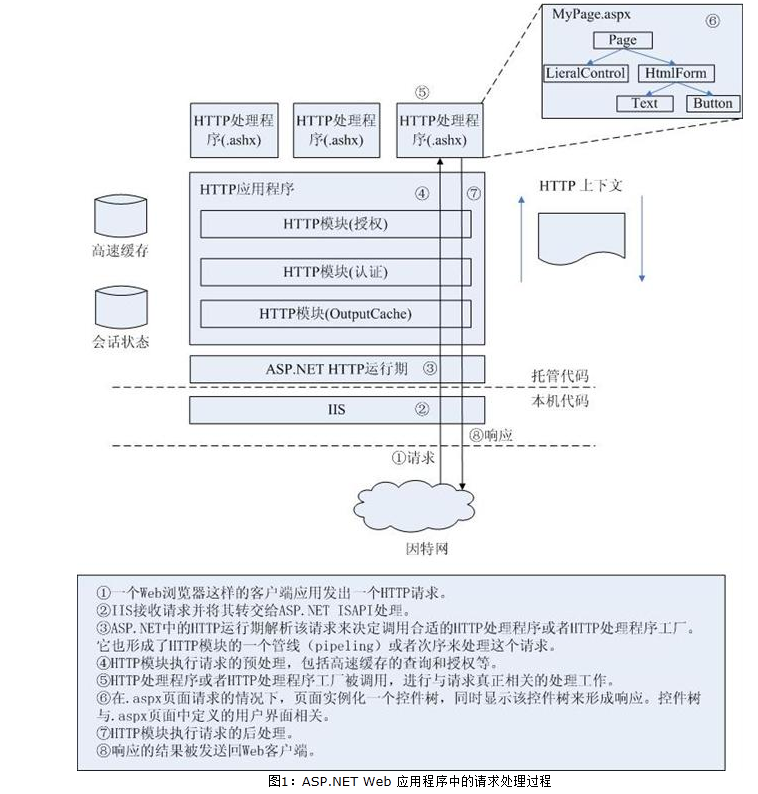 MyPage.aspx
⑥
Page
LieralControl
HtmlForm
Text
Button
⑤
HTTP处理程
序(.ashx)
HTTP处理程
序(.ashx)
HTTP处理程
序(.ashx)
HTTP应用程序
④
⑦
HTTP 上下文
HTTP模块(授权)
高速缓存
HTTP模块(认证)
HTTP模块(OutputCache)
会话状态
ASP.NET HTTP运行期
③
托管代码
本机代码
IIS
②
⑧响应
①请求
因特网
①一个Web浏览器这样的客户端应用发出一个HTTP请求。
②IIS接收请求并将其转交给ASP.NET ISAPI处理。
③ASP.NET中的HTTP运行期解析该请求来决定调用合适的HTTP处理程序或者HTTP处理程序工厂。
它也形成了HTTP模块的一个管线（pipeling）或者次序来处理这个请求。
④HTTP模块执行请求的预处理，包括高速缓存的查询和授权等。
⑤HTTP处理程序或者HTTP处理程序工厂被调用，进行与请求真正相关的处理工作。
⑥在.aspx页面请求的情况下，页面实例化一个控件树，同时显示该控件树来形成响应。控件树
与.aspx页面中定义的用户界面相关。
⑦HTTP模块执行请求的后处理。
⑧响应的结果被发送回Web客户端。
图1：ASP.NET Web 应用程序中的请求处理过程